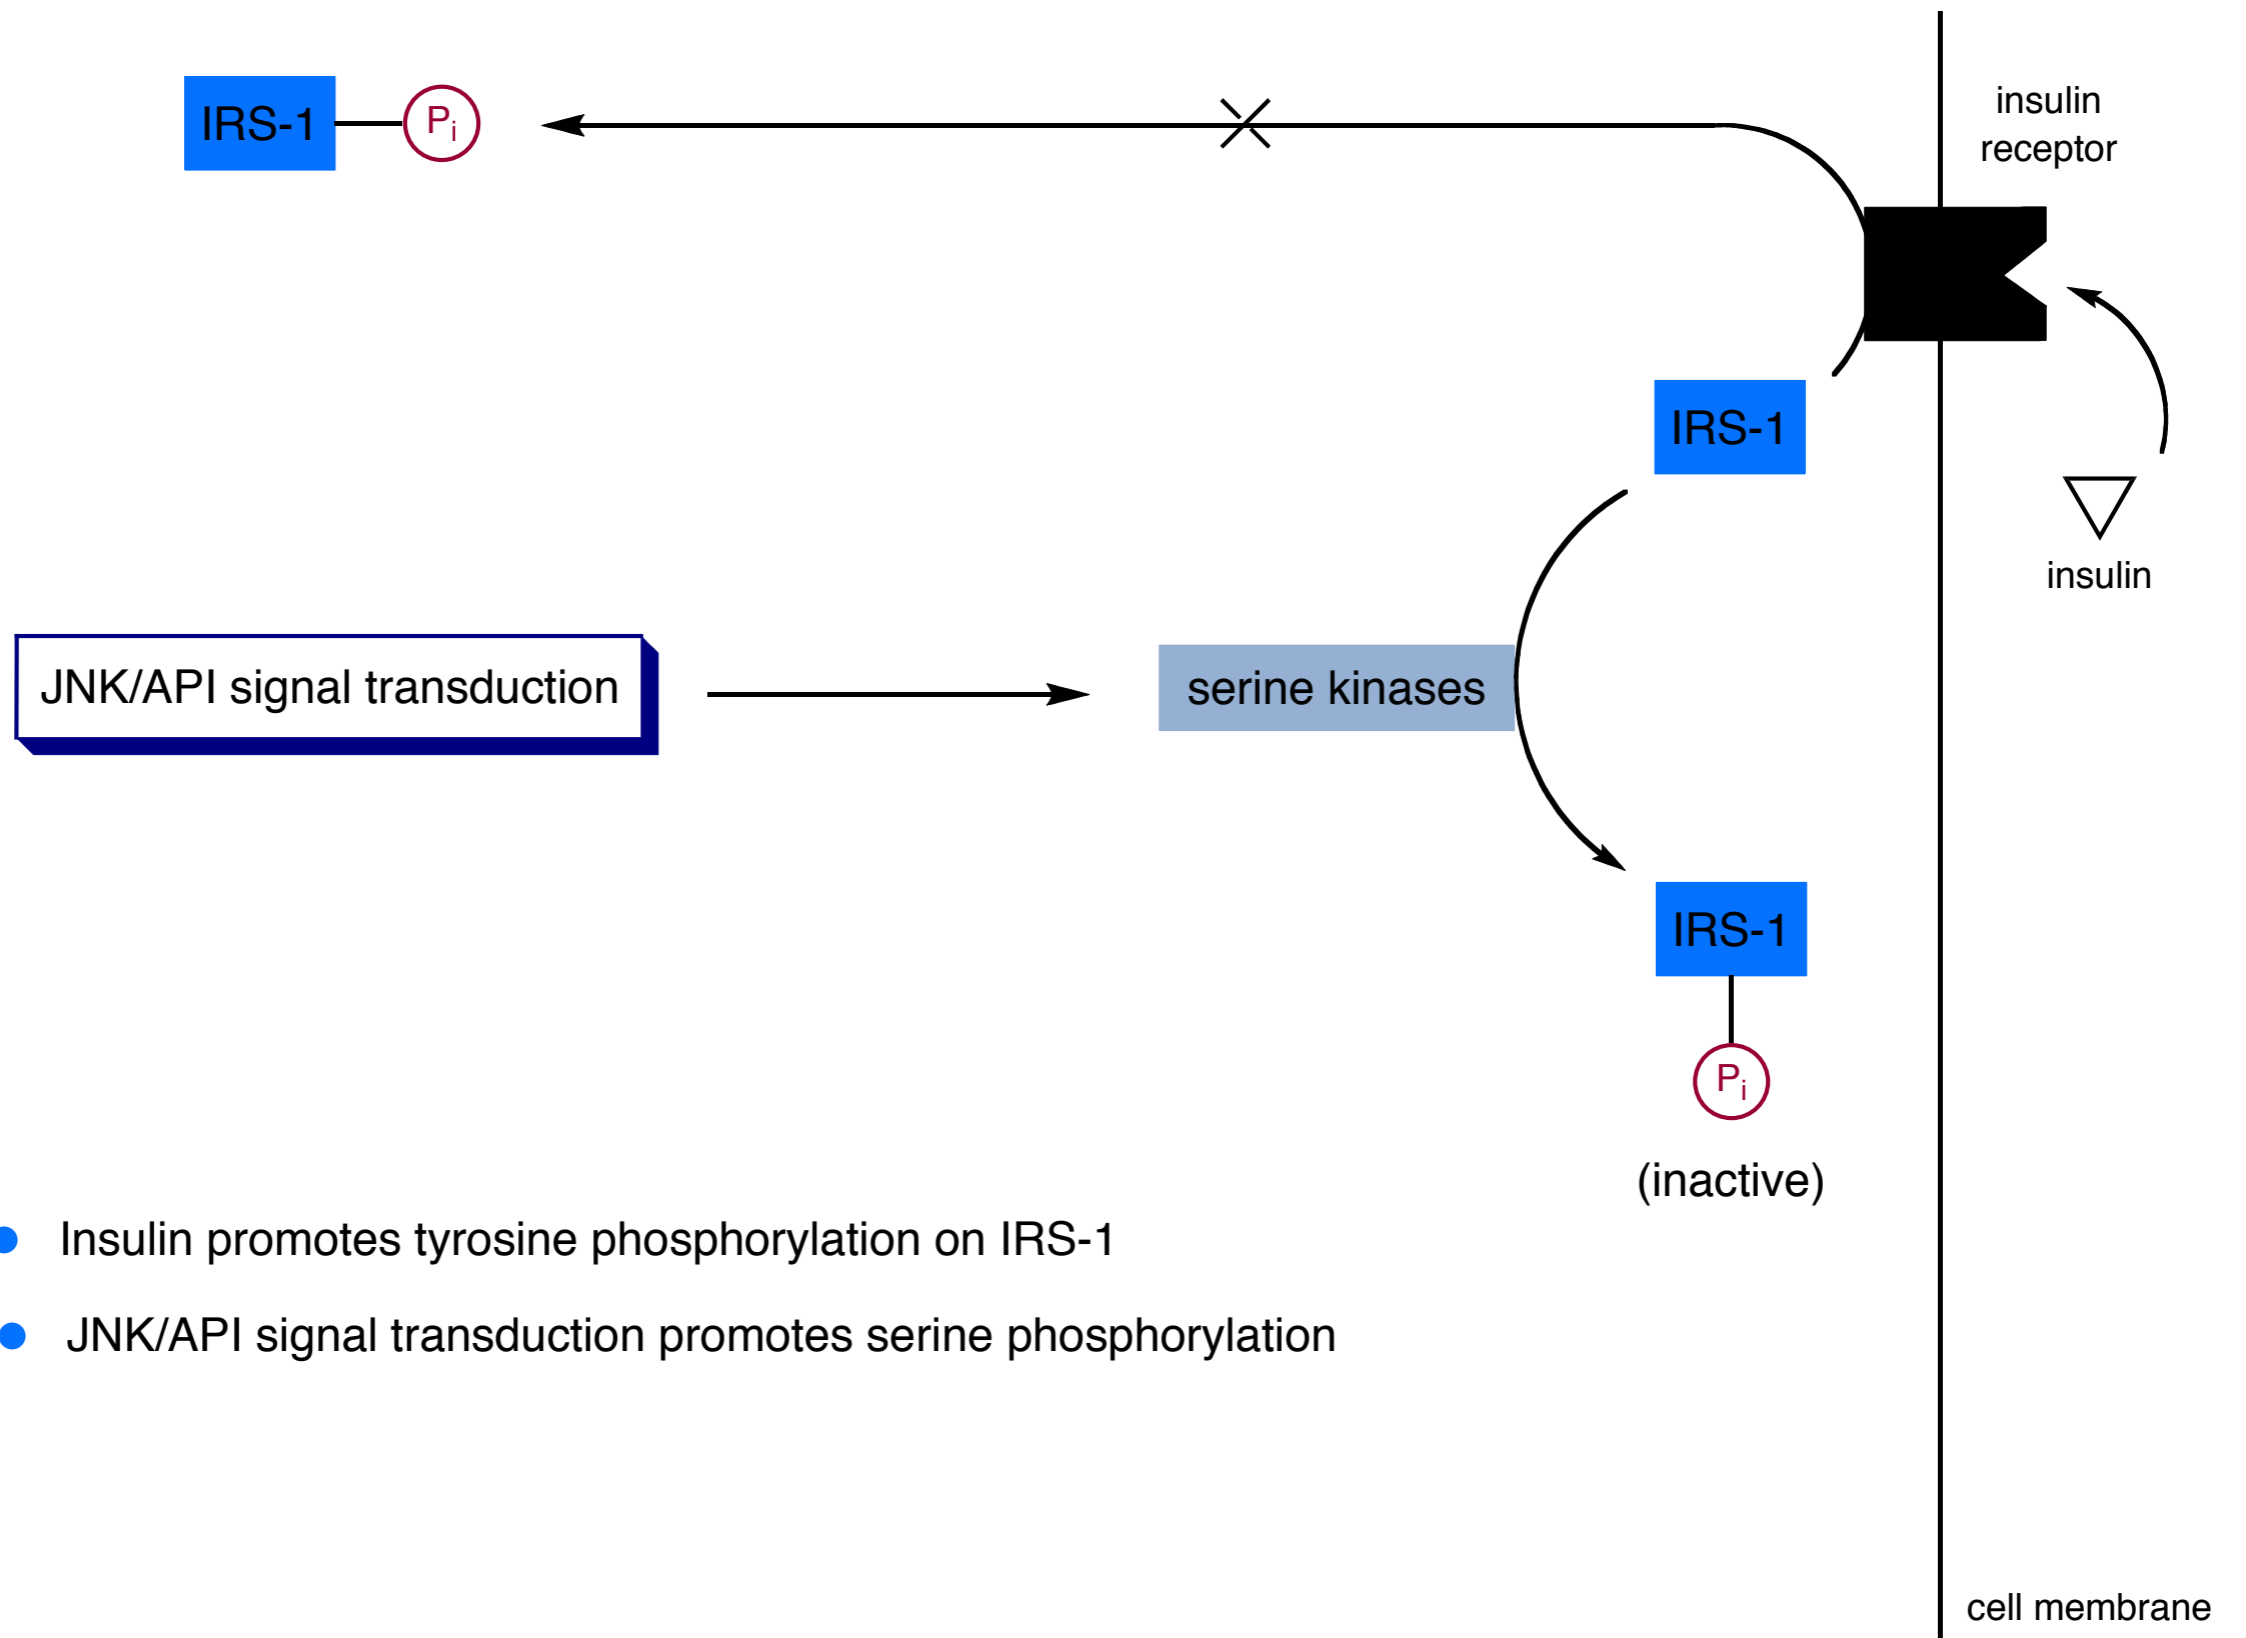 insulin
receptor
IRS-1
Pi
IRS-1
insulin
JNK/API signal transduction
serine kinases
IRS-1
Pi
(inactive)
Insulin promotes tyrosine phosphorylation on IRS-1
JNK/API signal transduction promotes serine phosphorylation
cell membrane